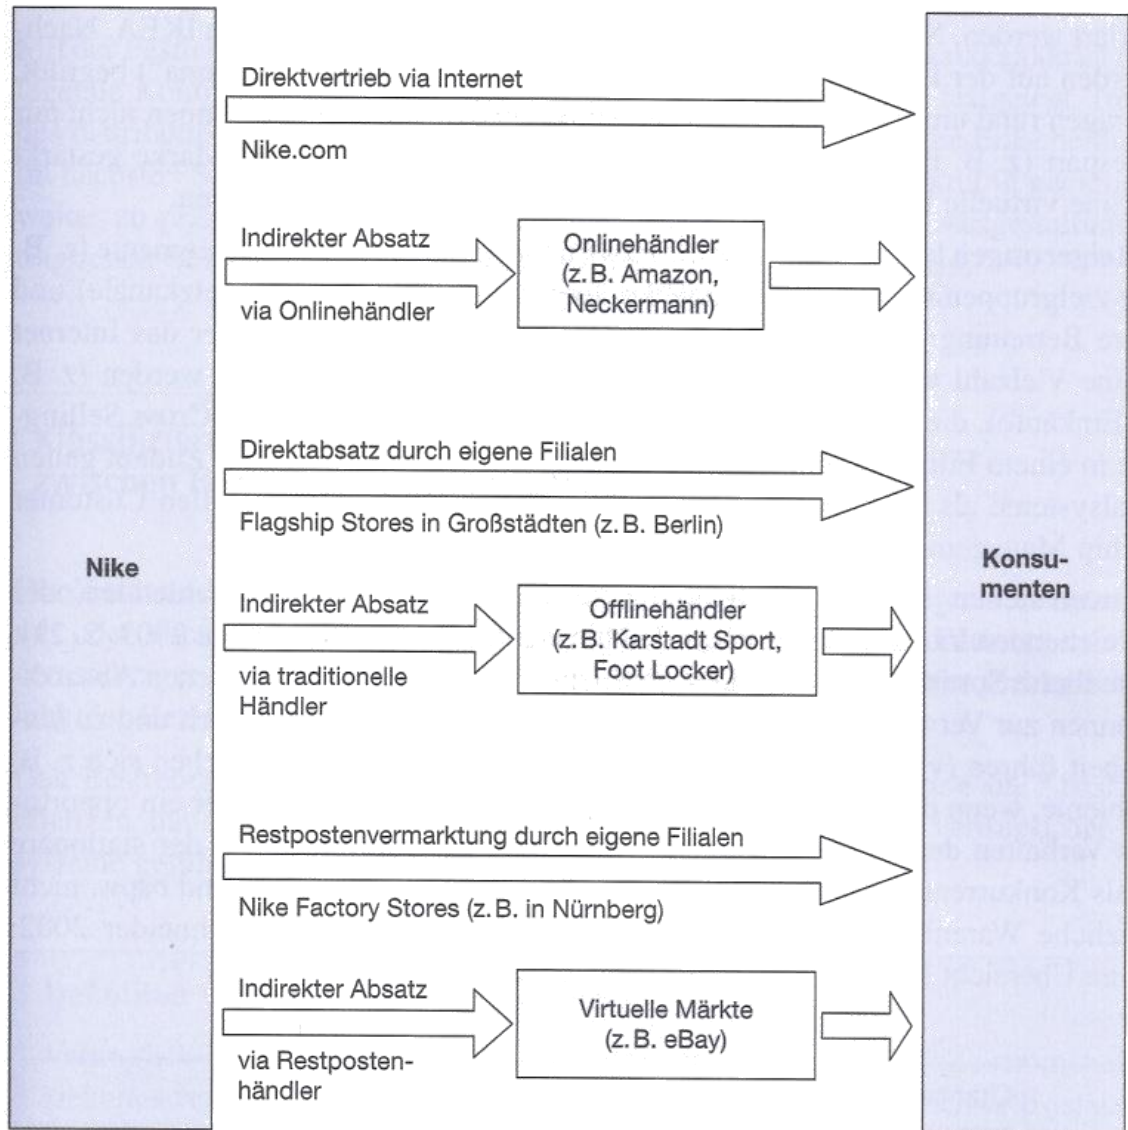 Direktvertrieb via Internet
Nike.com
Indirekter Absatz
via Onlinehändler
Onlinehändler
(z. B. Amazon,
Neckermann)
Direktabsatz durch eigene Filialen
Flagship Stores in Großstädten (z. B. Berlin)
Nike
Konsu-
menten
Indirekter Absatz
via traditionelle
Händler
Offlinehändler
(z. B. Karstadt Sport,
Foot Locker)
Restpostenvermarktung durch eigene Filialen
Nike Factory Stores (z. B. in Nürnberg)
Indirekter Absatz
via Restposten-
händler
Virtuelle Märkte
(z. B. eBay)